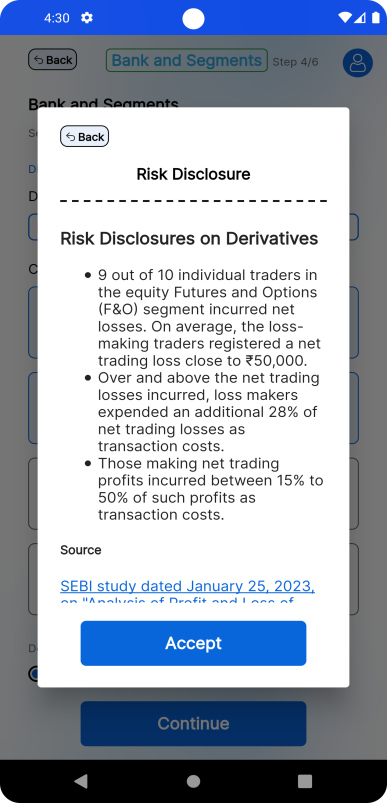 4:30
Back
Bank and Segments
Step 4/6
Bank and Segments
Back
Risk Disclosure
Risk Disclosures on Derivatives
• 9 out of 10 individual traders in
the equity Futures and Options
(F&O) segment incurred net
losses. On average, the loss-
making traders registered a net
trading loss close to ₹50,000.
• Over and above the net trading
losses incurred, loss makers
expended an additional 28% of
net trading losses as
transaction costs.
• Those making net trading
profits incurred between 15% to
50% of such profits as
transaction costs.
Source
SEBI study dated January 25, 2023,
on "Analysis of Profit and Loss of
Accept
Continue